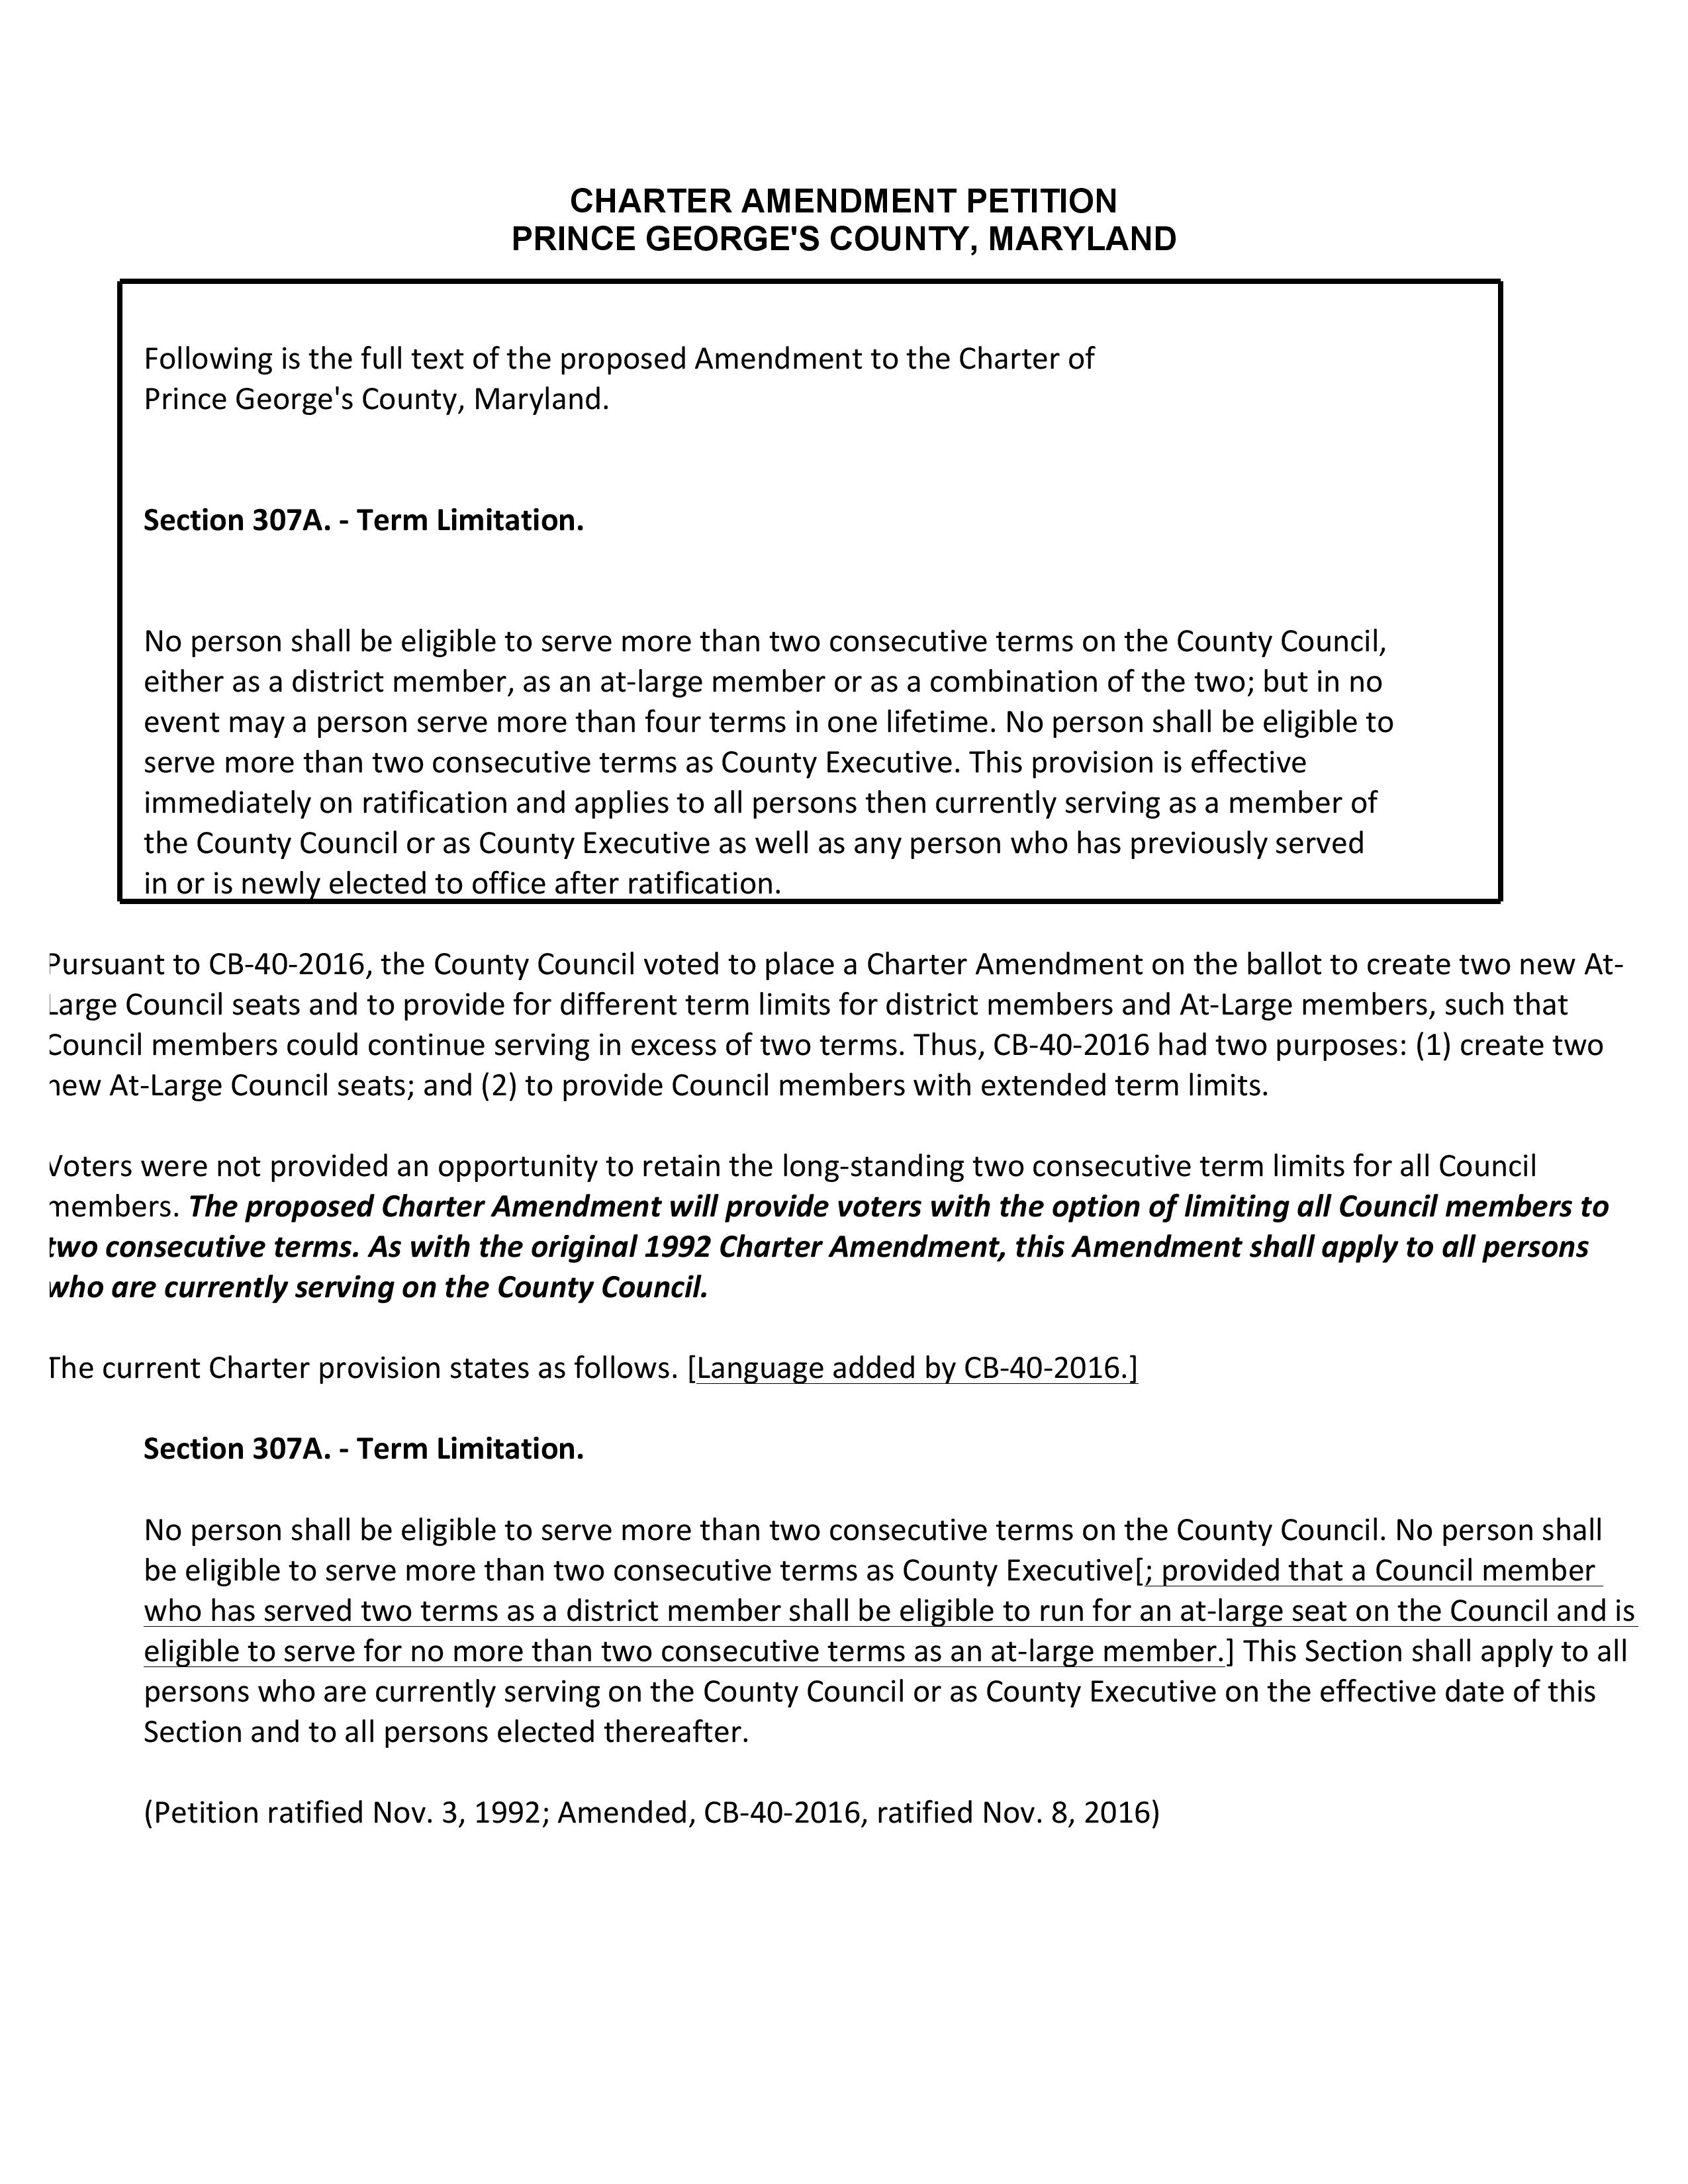 CHARTER AMENDMENT PETITION
PRINCE GEORGE'S COUNTY, MARYLAND
Following is the full text of the proposed Amendment to the Charter of
Prince George's County, Maryland.
Section 307A. - Term Limitation.
No person shall be eligible to serve more than two consecutive terms on the County Council,
either as a district member, as an at-large member or as a combination of the two; but in no
event may a person serve more than four terms in one lifetime. No person shall be eligible to
serve more than two consecutive terms as County Executive. This provision is effective
immediately on ratification and applies to all persons then currently serving as a member of
the County Council or as County Executive as well as any person who has previously served
in or is newly elected to office after ratification.
Pursuant to CB-40-2016, the County Council voted to place a Charter Amendment on the ballot to create two new At-
Large Council seats and to provide for different term limits for district members and At-Large members, such that
Council members could continue serving in excess of two terms. Thus, CB-40-2016 had two purposes: (1) create two
new At-Large Council seats; and (2) to provide Council members with extended term limits.
Voters were not provided an opportunity to retain the long-standing two consecutive term limits for all Council
members. The proposed Charter Amendment will provide voters with the option of limiting all Council members to
two consecutive terms. As with the original 1992 Charter Amendment, this Amendment shall apply to all persons
who are currently serving on the County Council.
The current Charter provision states as follows. [Language added by CB-40-2016.]
Section 307A. - Term Limitation.
No person shall be eligible to serve more than two consecutive terms on the County Council. No person shall
be eligible to serve more than two consecutive terms as County Executive[; provided that a Council member
who has served two terms as a district member shall be eligible to run for an at-large seat on the Council and is
eligible to serve for no more than two consecutive terms as an at-large member.] This Section shall apply to all
persons who are currently serving on the County Council or as County Executive on the effective date of this
Section and to all persons elected thereafter.
(Petition ratified Nov. 3, 1992; Amended, CB-40-2016, ratified Nov. 8, 2016)